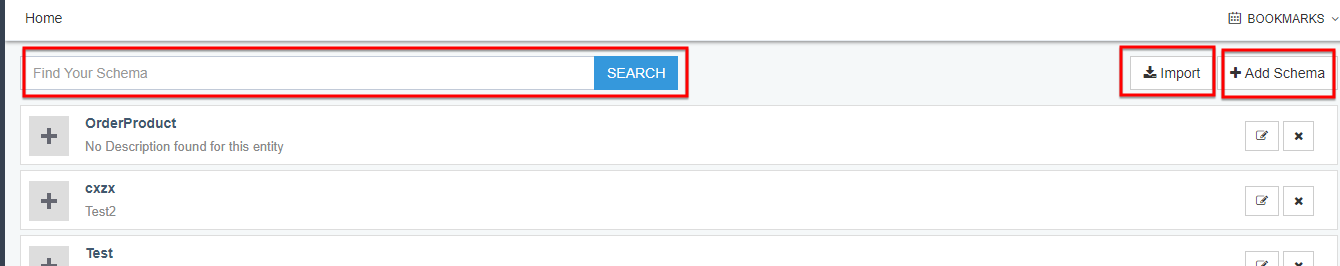 Home BOOKMARKS
Find Your Schema SEARCH Import Add Schema
OrderProduct
No Description found for this entity
cxzx
Test2
Test